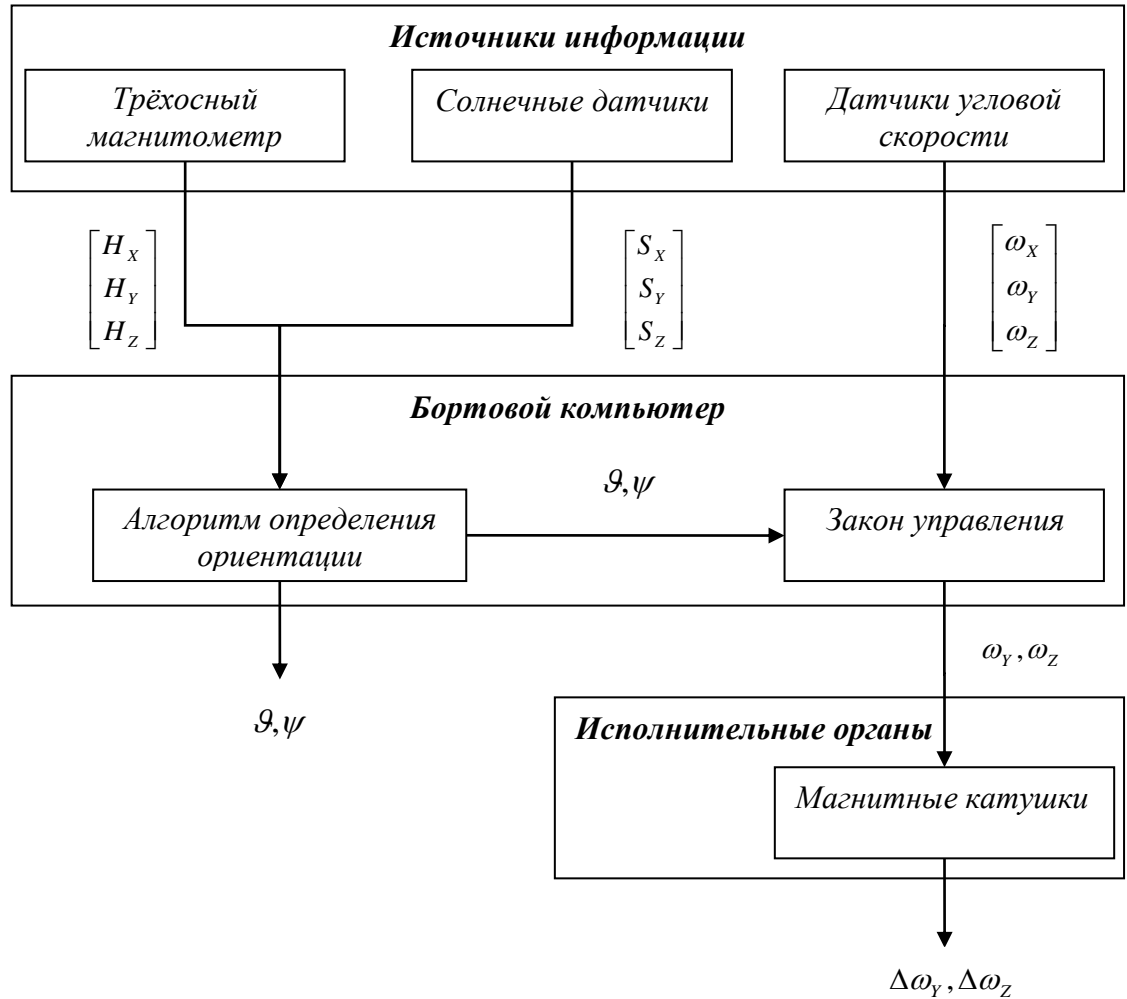 Источники информации
Трёхосный
магнитометр
Солнечные датчики
Датчики угловой
скорости
H_X
H_Y
H_Z
S_X
S_Y
S_Z
ω_X
ω_Y
ω_Z
Бортовой компьютер
Алгоритм определения
ориентации
ϑ,ψ
Закон управления
ω_Y, ω_Z
ϑ,ψ
Исполнительные органы
Магнитные катушки
Δω_Y, Δω_Z